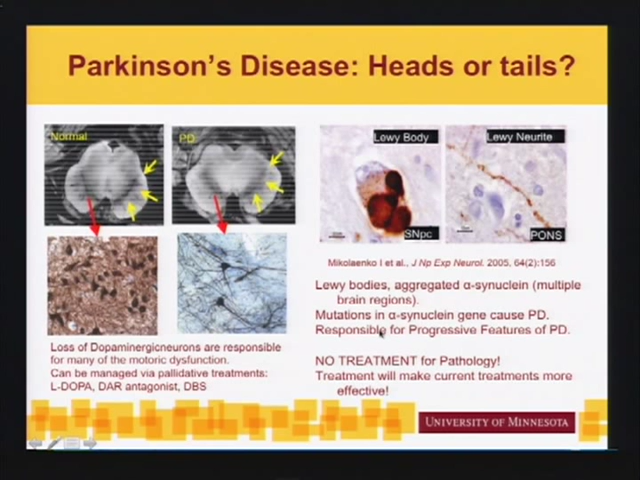 Parkinson's Disease: Heads or tails?
Normal
PD
Lewy Body
Lewy Neurite
SNpc
PONS
Mikolaenko I et al., J Np Exp Neurol. 2005, 64(2):156
Lewy bodies, aggregated α-synuclein (multiple
brain regions).
Mutations in α-synuclein gene cause PD.
Responsible for Progressive Features of PD.
NO TREATMENT for Pathology!
Treatment will make current treatments more
effective!
Loss of Dopaminergicneurons are responsible
for many of the motoric dysfunction.
Can be managed via pallidative treatments:
L-DOPA, DAR antagonist, DBS
UNIVERSITY OF MINNESOTA